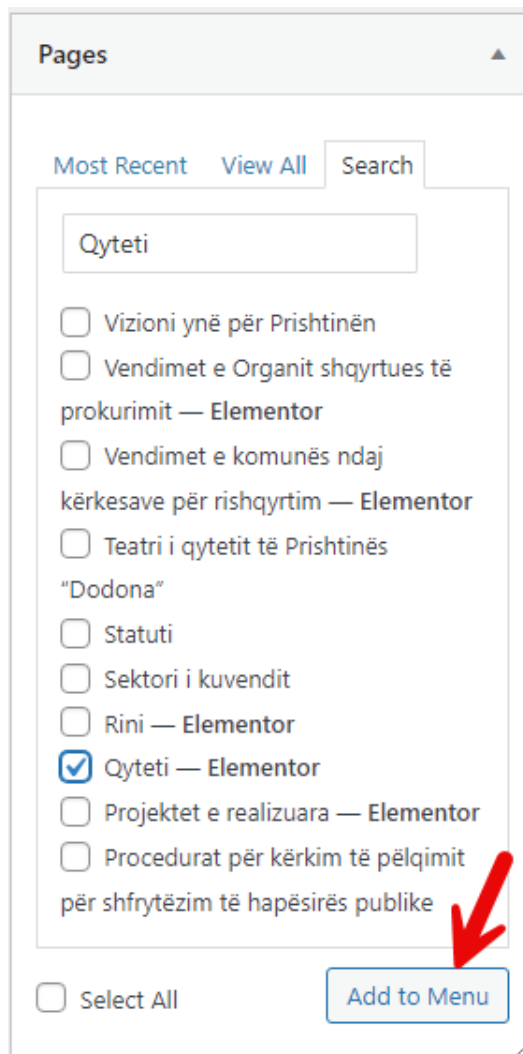 Pages
Most Recent View All Search
Qyteti
Vizioni ynë për Prishtinën
Vendimet e Organit shqyrtues të
prokurimit — Elementor
Vendimet e komunës ndaj
kërkesave për rishqyrtim — Elementor
Teatri i qytetit të Prishtinës
“Dodona”
Statuti
Sektori i kuvendit
Rini — Elementor
Qyteti — Elementor
Projektet e realizuara — Elementor
Procedurat për kërkim të pëlqimit
për shfrytëzim të hapësirës publike
Select All Add to Menu